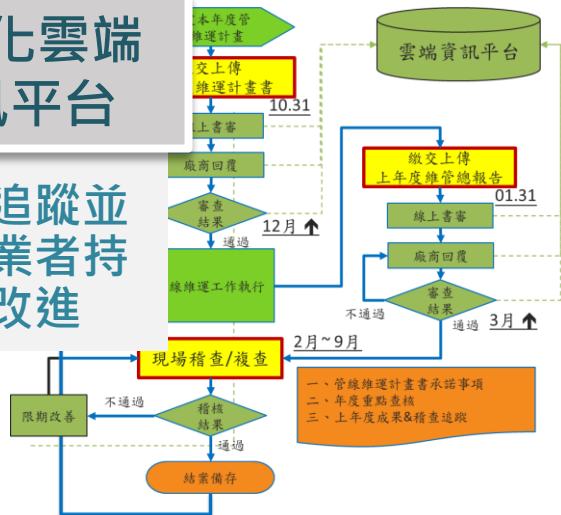 化雲端
訊平台
追蹤並
業者持
改進
本年度管
維運計畫
交上傳
維運計畫書
10.31
上書審
廠商回覆
審查
結果
12月
通過
線維運工作執行
雲端資訊平台
繳交上傳
上年度維管總報告
01.31
線上書審
廠商回覆
審查
結果
不通過
通過
3月
2月~9月
現場稽查/複查
一、管線維運計畫書承諾事項
二、年度重點查核
三、上年度成果&稽查追蹤
限期改善
不通過
稽核
結果
通過
結案備存